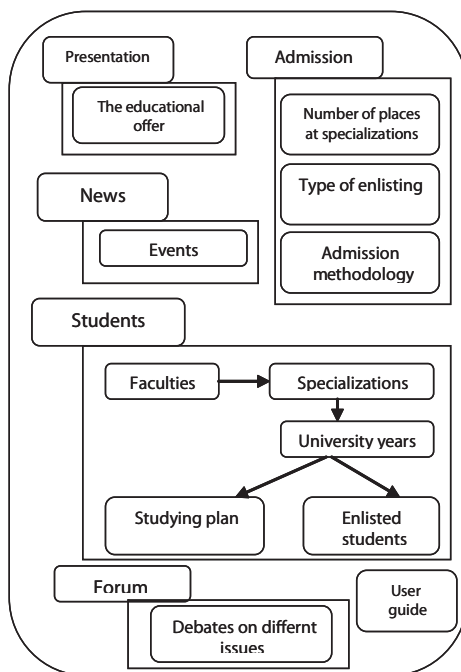 Presentation
The educational
offer
Admission
Number of places
at specializations
Type of enlisting
Admission
methodology
News
Events
Students
Faculties
Specializations
University years
Studying plan
Enlisted
students
Forum
Debates on differnt
issues
User
guide